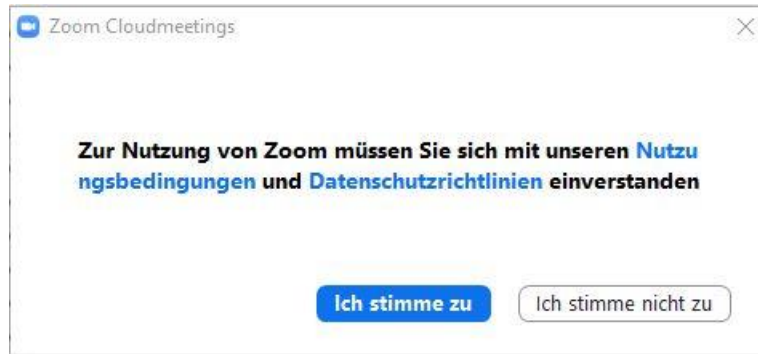 Zoom Cloudmeetings
Zur Nutzung von Zoom müssen Sie sich mit unseren Nutzu
ngsbedingungen und Datenschutzrichtlinien einverstanden
Ich stimme zu Ich stimme nicht zu